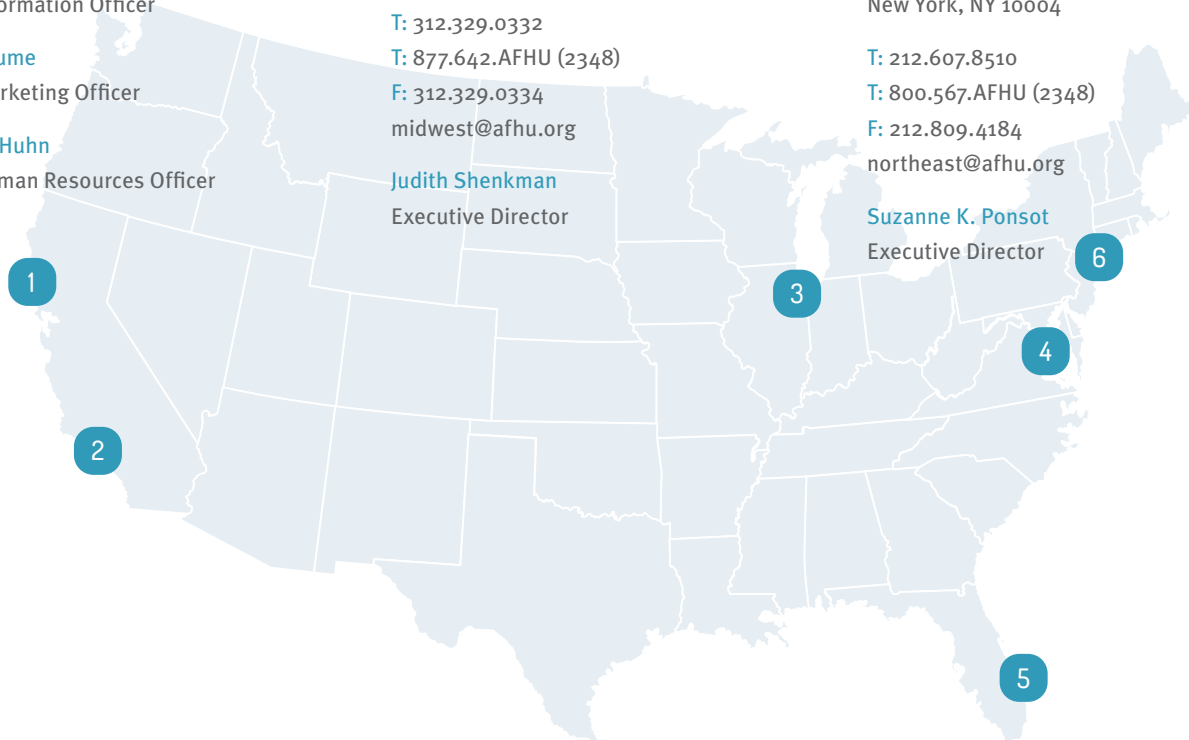 ormation Officer
ume
rketing Officer
Huhn
man Resources Officer
T: 312.329.0332
T: 877.642.AFHU (2348)
F: 312.329.0334
midwest@afhu.org
Judith Shenkman
Executive Director
New York, NY 10004
T: 212.607.8510
T: 800.567.AFHU (2348)
F: 212.809.4184
northeast@afhu.org
Suzanne K. Ponsot
Executive Director
1
2
3
4
5
6